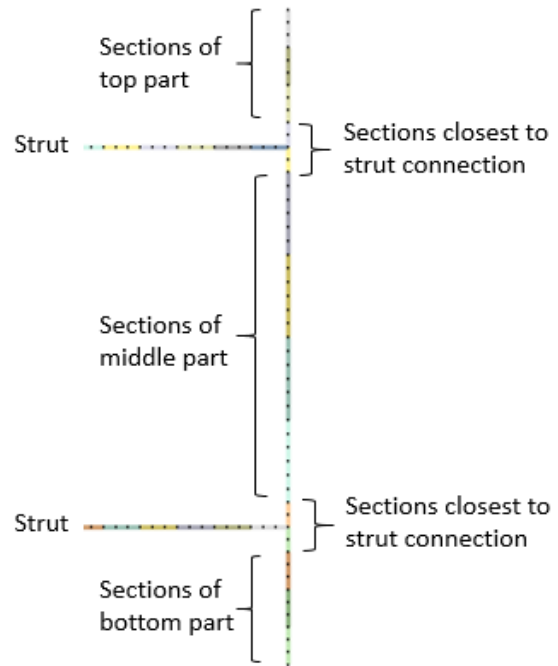 Sections of
top part
Strut
Sections closest to
strut connection
Sections of
middle part
Strut
Sections closest to
strut connection
Sections of
bottom part